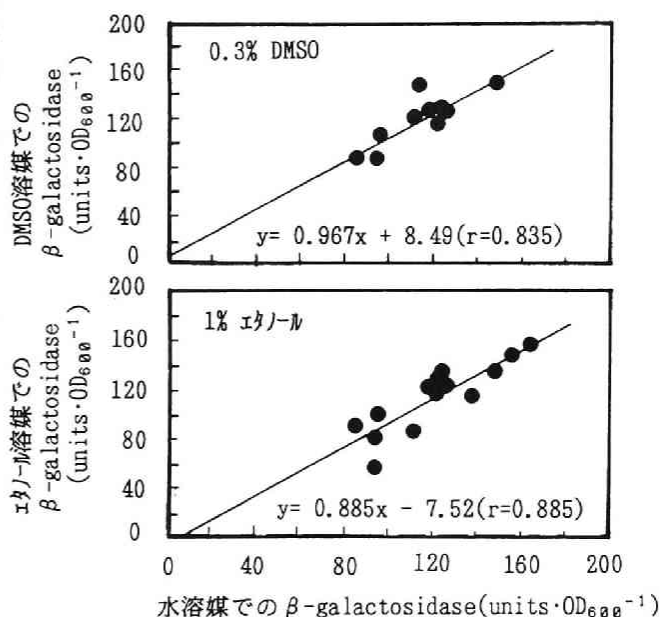 DMSO溶媒での
β-galactosidase
(units·OD₆₀₀⁻¹)
200
160
120
80
40
0
0.3% DMSO
y= 0.967x + 8.49(r=0.835)
ｴﾀﾉｰﾙ溶媒での
β-galactosidase
(units·OD₆₀₀⁻¹)
200
160
120
80
40
0
1% ｴﾀﾉｰﾙ
y= 0.885x - 7.52(r=0.885)
0 40 80 120 160 200
水溶媒での β-galactosidase(units·OD₆₀₀⁻¹)